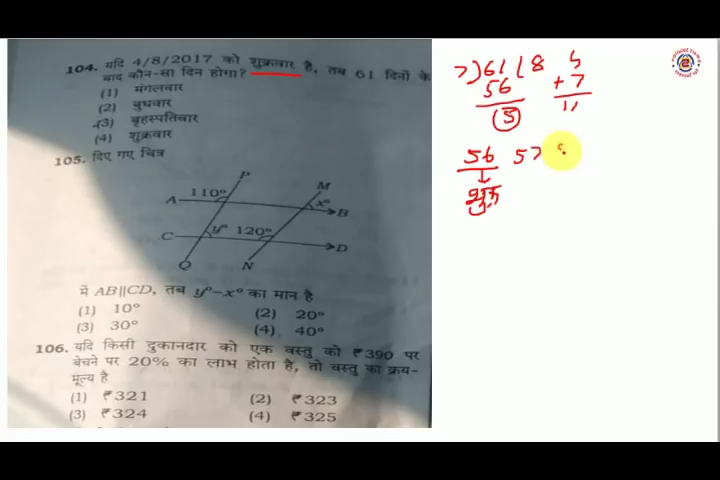 104. यदि 4/8/2017 को शुक्रवार है, तब 61 दिनों के
बाद कौन-सा दिन होगा?
(1) मंगलवार
(2) बुधवार
(3) बृहस्पतिवार
(4) शुक्रवार
105. दिए गए चित्र
P
M
110°
x°
A
B
C
y°
120°
D
Q
N
में AB||CD, तब y°-x° का मान है
(1) 10°
(2) 20°
(3) 30°
(4) 40°
106. यदि किसी दुकानदार को एक वस्तु को ₹390 पर
बेचने पर 20% का लाभ होता है, तो वस्तु का क्रय-
मूल्य है
(1) ₹321
(2) ₹323
(3) ₹324
(4) ₹325
7)61(8
56
5
5
+7
11
56 57
शुक्र